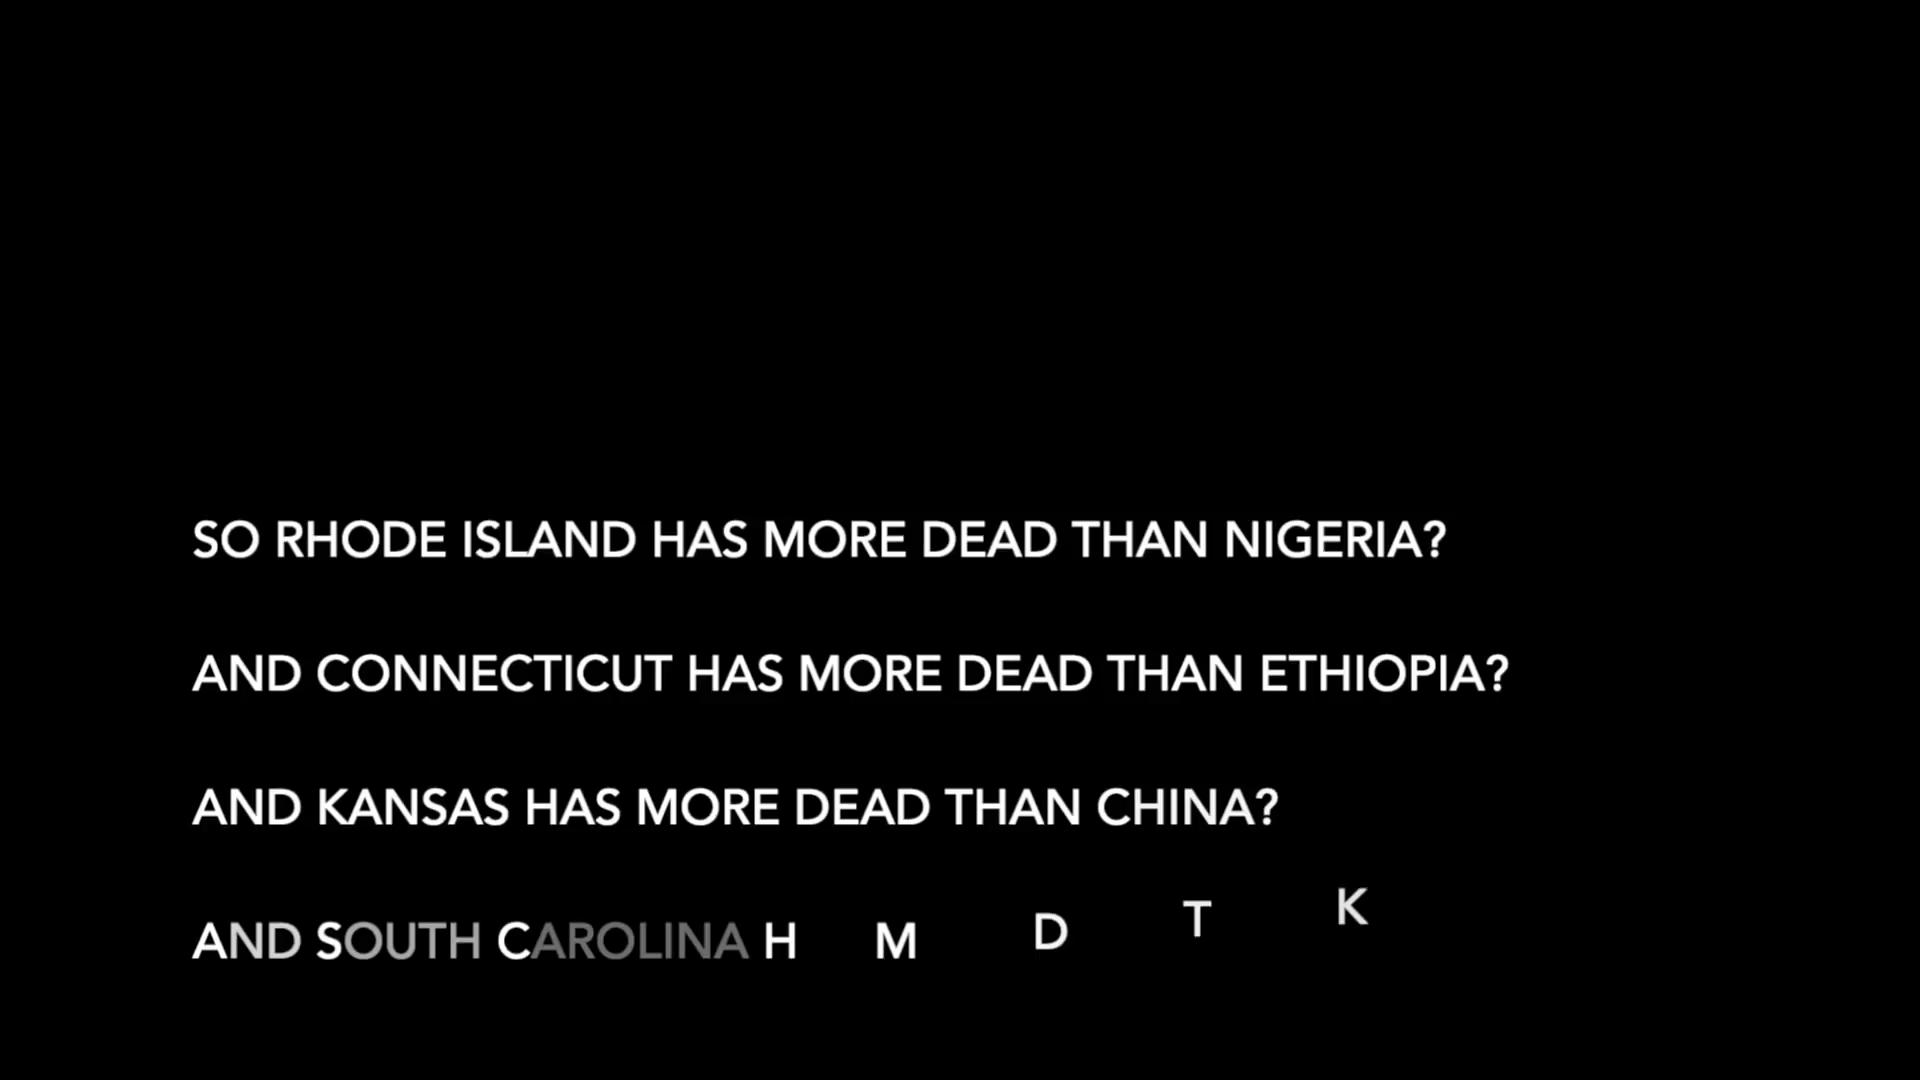 SO RHODE ISLAND HAS MORE DEAD THAN NIGERIA?
AND CONNECTICUT HAS MORE DEAD THAN ETHIOPIA?
AND KANSAS HAS MORE DEAD THAN CHINA?
AND SOUTH CAROLINA H M D T K